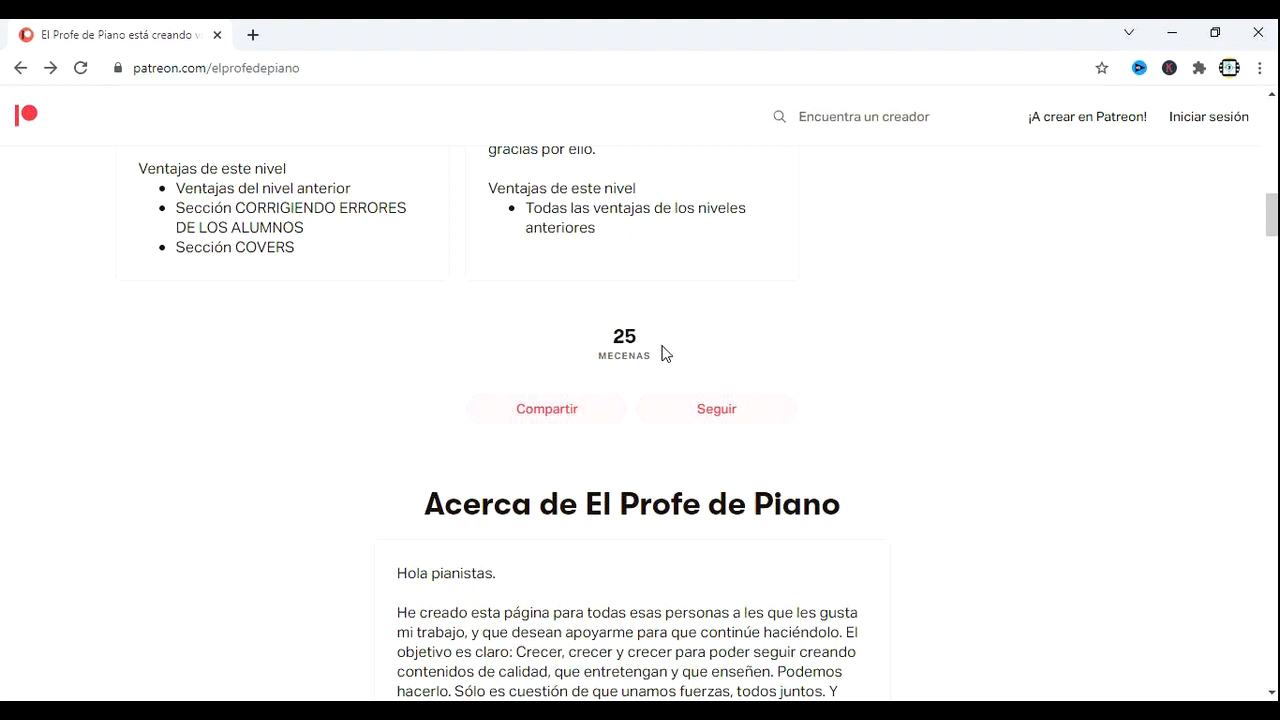 El Profe de Piano está creando v
patreon.com/elprofedepiano
Encuentra un creador
¡A crear en Patreon!
Iniciar sesión
Ventajas de este nivel
Ventajas del nivel anterior
Sección CORRIGIENDO ERRORES
DE LOS ALUMNOS
Sección COVERS
gracias por ello.
Ventajas de este nivel
Todas las ventajas de los niveles
anteriores
25
MECENAS
Compartir
Seguir
Acerca de El Profe de Piano
Hola pianistas.
He creado esta página para todas esas personas a les que les gusta
mi trabajo, y que desean apoyarme para que continúe haciéndolo. El
objetivo es claro: Crecer, crecer y crecer para poder seguir creando
contenidos de calidad, que entretengan y que enseñen. Podemos
hacerlo. Sólo es cuestión de que unamos fuerzas, todos juntos. Y